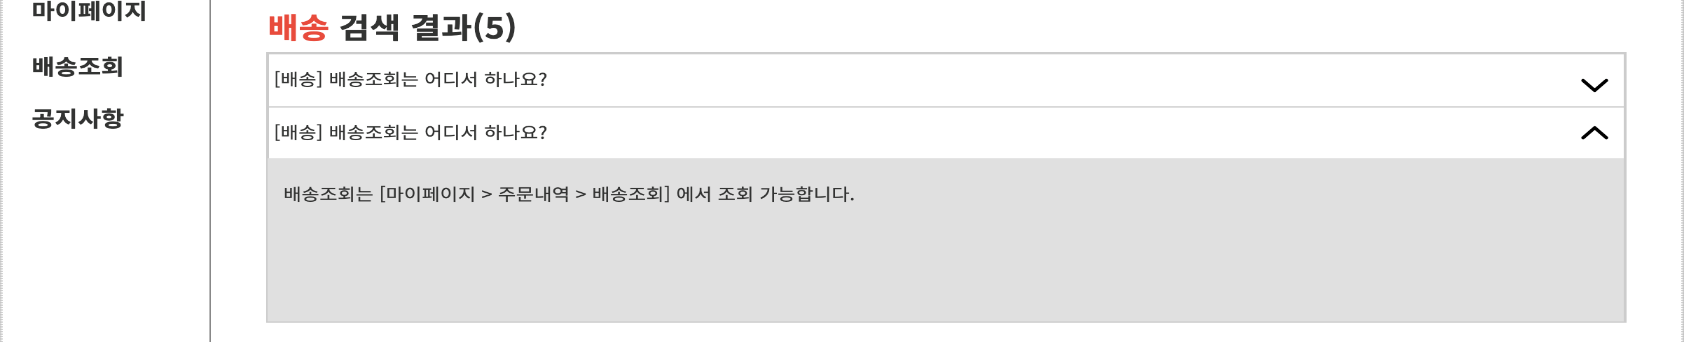 마이페이지
배송조회
공지사항
배송 검색 결과(5)
[배송] 배송조회는 어디서 하나요?
[배송] 배송조회는 어디서 하나요?
배송조회는 [마이페이지 > 주문내역 > 배송조회] 에서 조회 가능합니다.